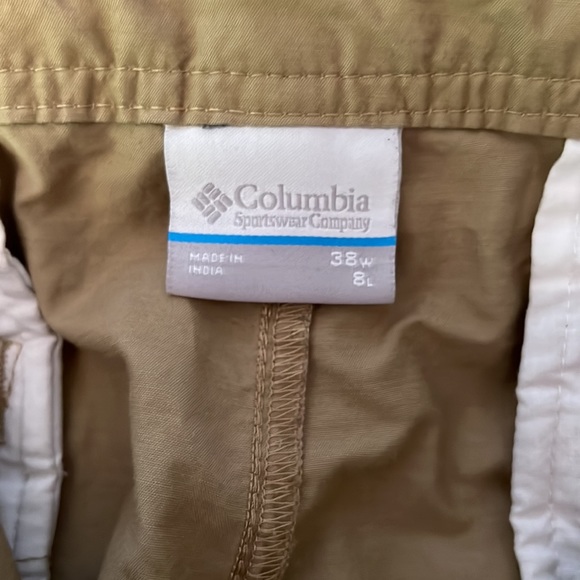 Columbia
Sportswear Company
MADE IN
INDIA
38W
8L